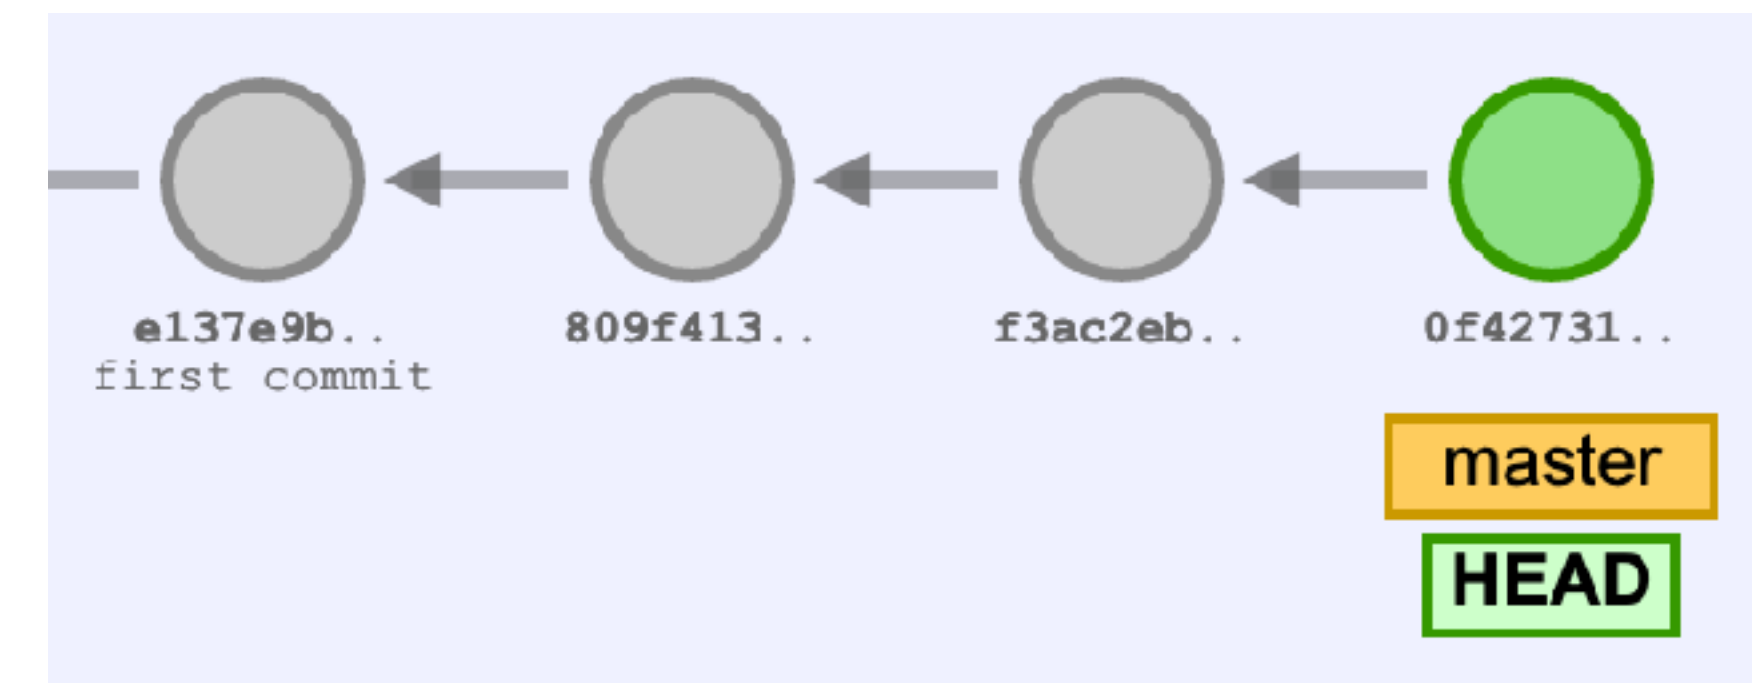 e137e9b..
first commit
809f413..
f3ac2eb..
0f42731..
master
HEAD